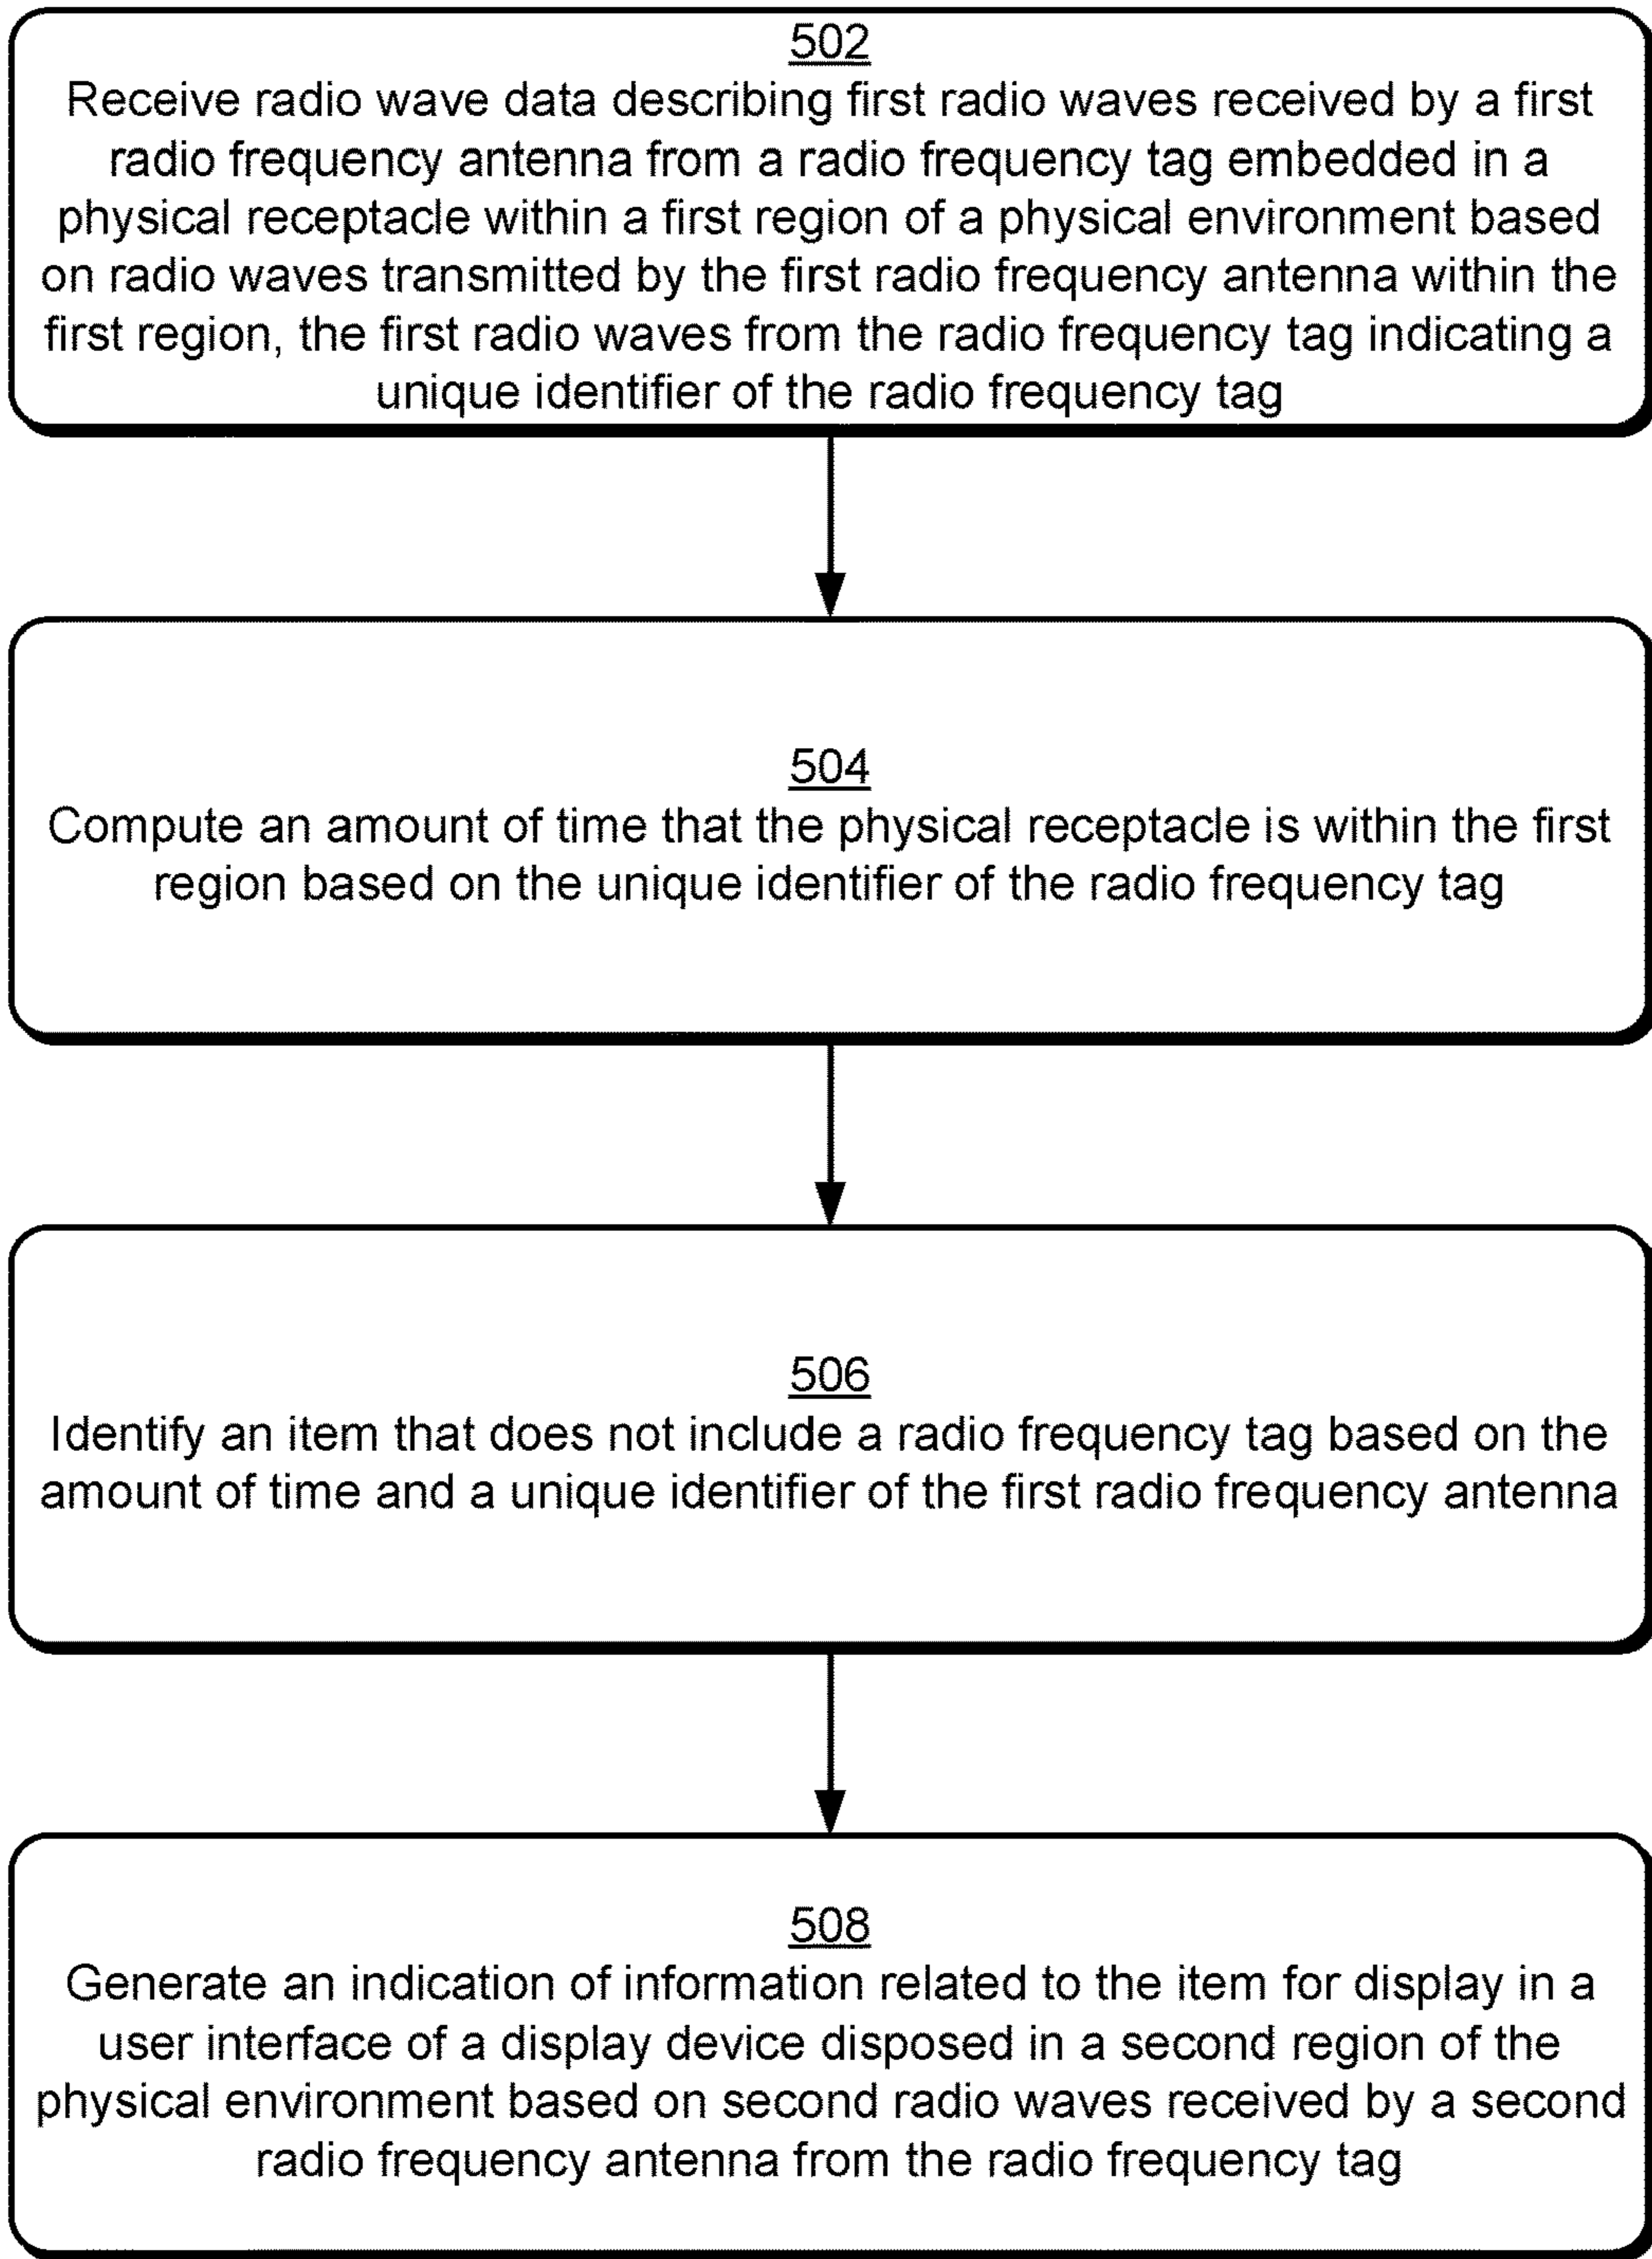 502
Receive radio wave data describing first radio waves received by a first
radio frequency antenna from a radio frequency tag embedded in a
physical receptacle within a first region of a physical environment based
on radio waves transmitted by the first radio frequency antenna within the
first region, the first radio waves from the radio frequency tag indicating a
unique identifier of the radio frequency tag
504
Compute an amount of time that the physical receptacle is within the first
region based on the unique identifier of the radio frequency tag
506
Identify an item that does not include a radio frequency tag based on the
amount of time and a unique identifier of the first radio frequency antenna
508
Generate an indication of information related to the item for display in a
user interface of a display device disposed in a second region of the
physical environment based on second radio waves received by a second
radio frequency antenna from the radio frequency tag